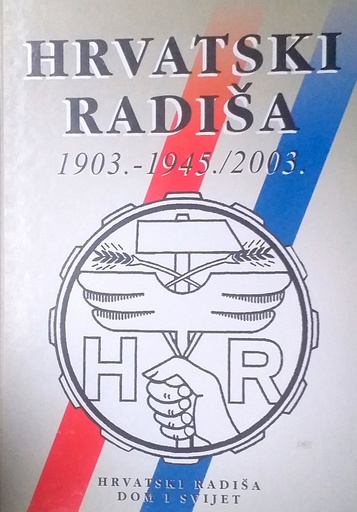 HRVATSKI
RADIŠA
1903.-1945./2003.
H R
HRVATSKI RADIŠA
DOM I SVIJET